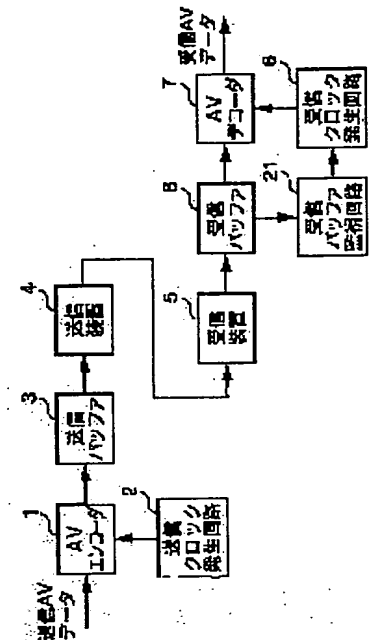 送信AV
データ
1
AV
エンコーダ
2
送信
クロック
発生回路
3
送信
バッファ
4
送信
装置
5
受信
装置
6
受信
バッファ
21
受信
バッファ
監視回路
7
AV
デコーダ
8
受信
クロック
発生回路
受信AV
データ